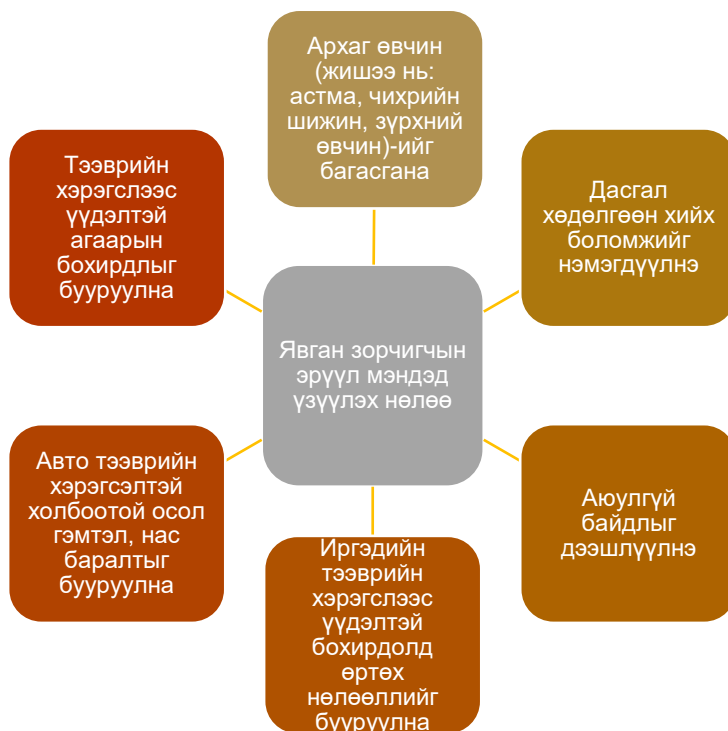 Архаг өвчин
(жишээ нь:
астма, чихрийн
шижин, зүрхний
өвчин)-ийг
багасгана
Тээврийн
хэрэгслээс
үүдэлтэй
агаарын
бохирдлыг
бууруулна
Дасгал
хөдөлгөөн хийх
боломжийг
нэмэгдүүлнэ
Явган зорчигчын
эрүүл мэндэд
үзүүлэх нөлөө
Авто тээврийн
хэрэгсэлтэй
холбоотой осол
гэмтэл, нас
баралтыг
бууруулна
Аюулгүй
байдлыг
дээшлүүлнэ
Иргэдийн
тээврийн
хэрэгслээс
үүдэлтэй
бохирдолд
өртөх
нөлөөллийг
бууруулна